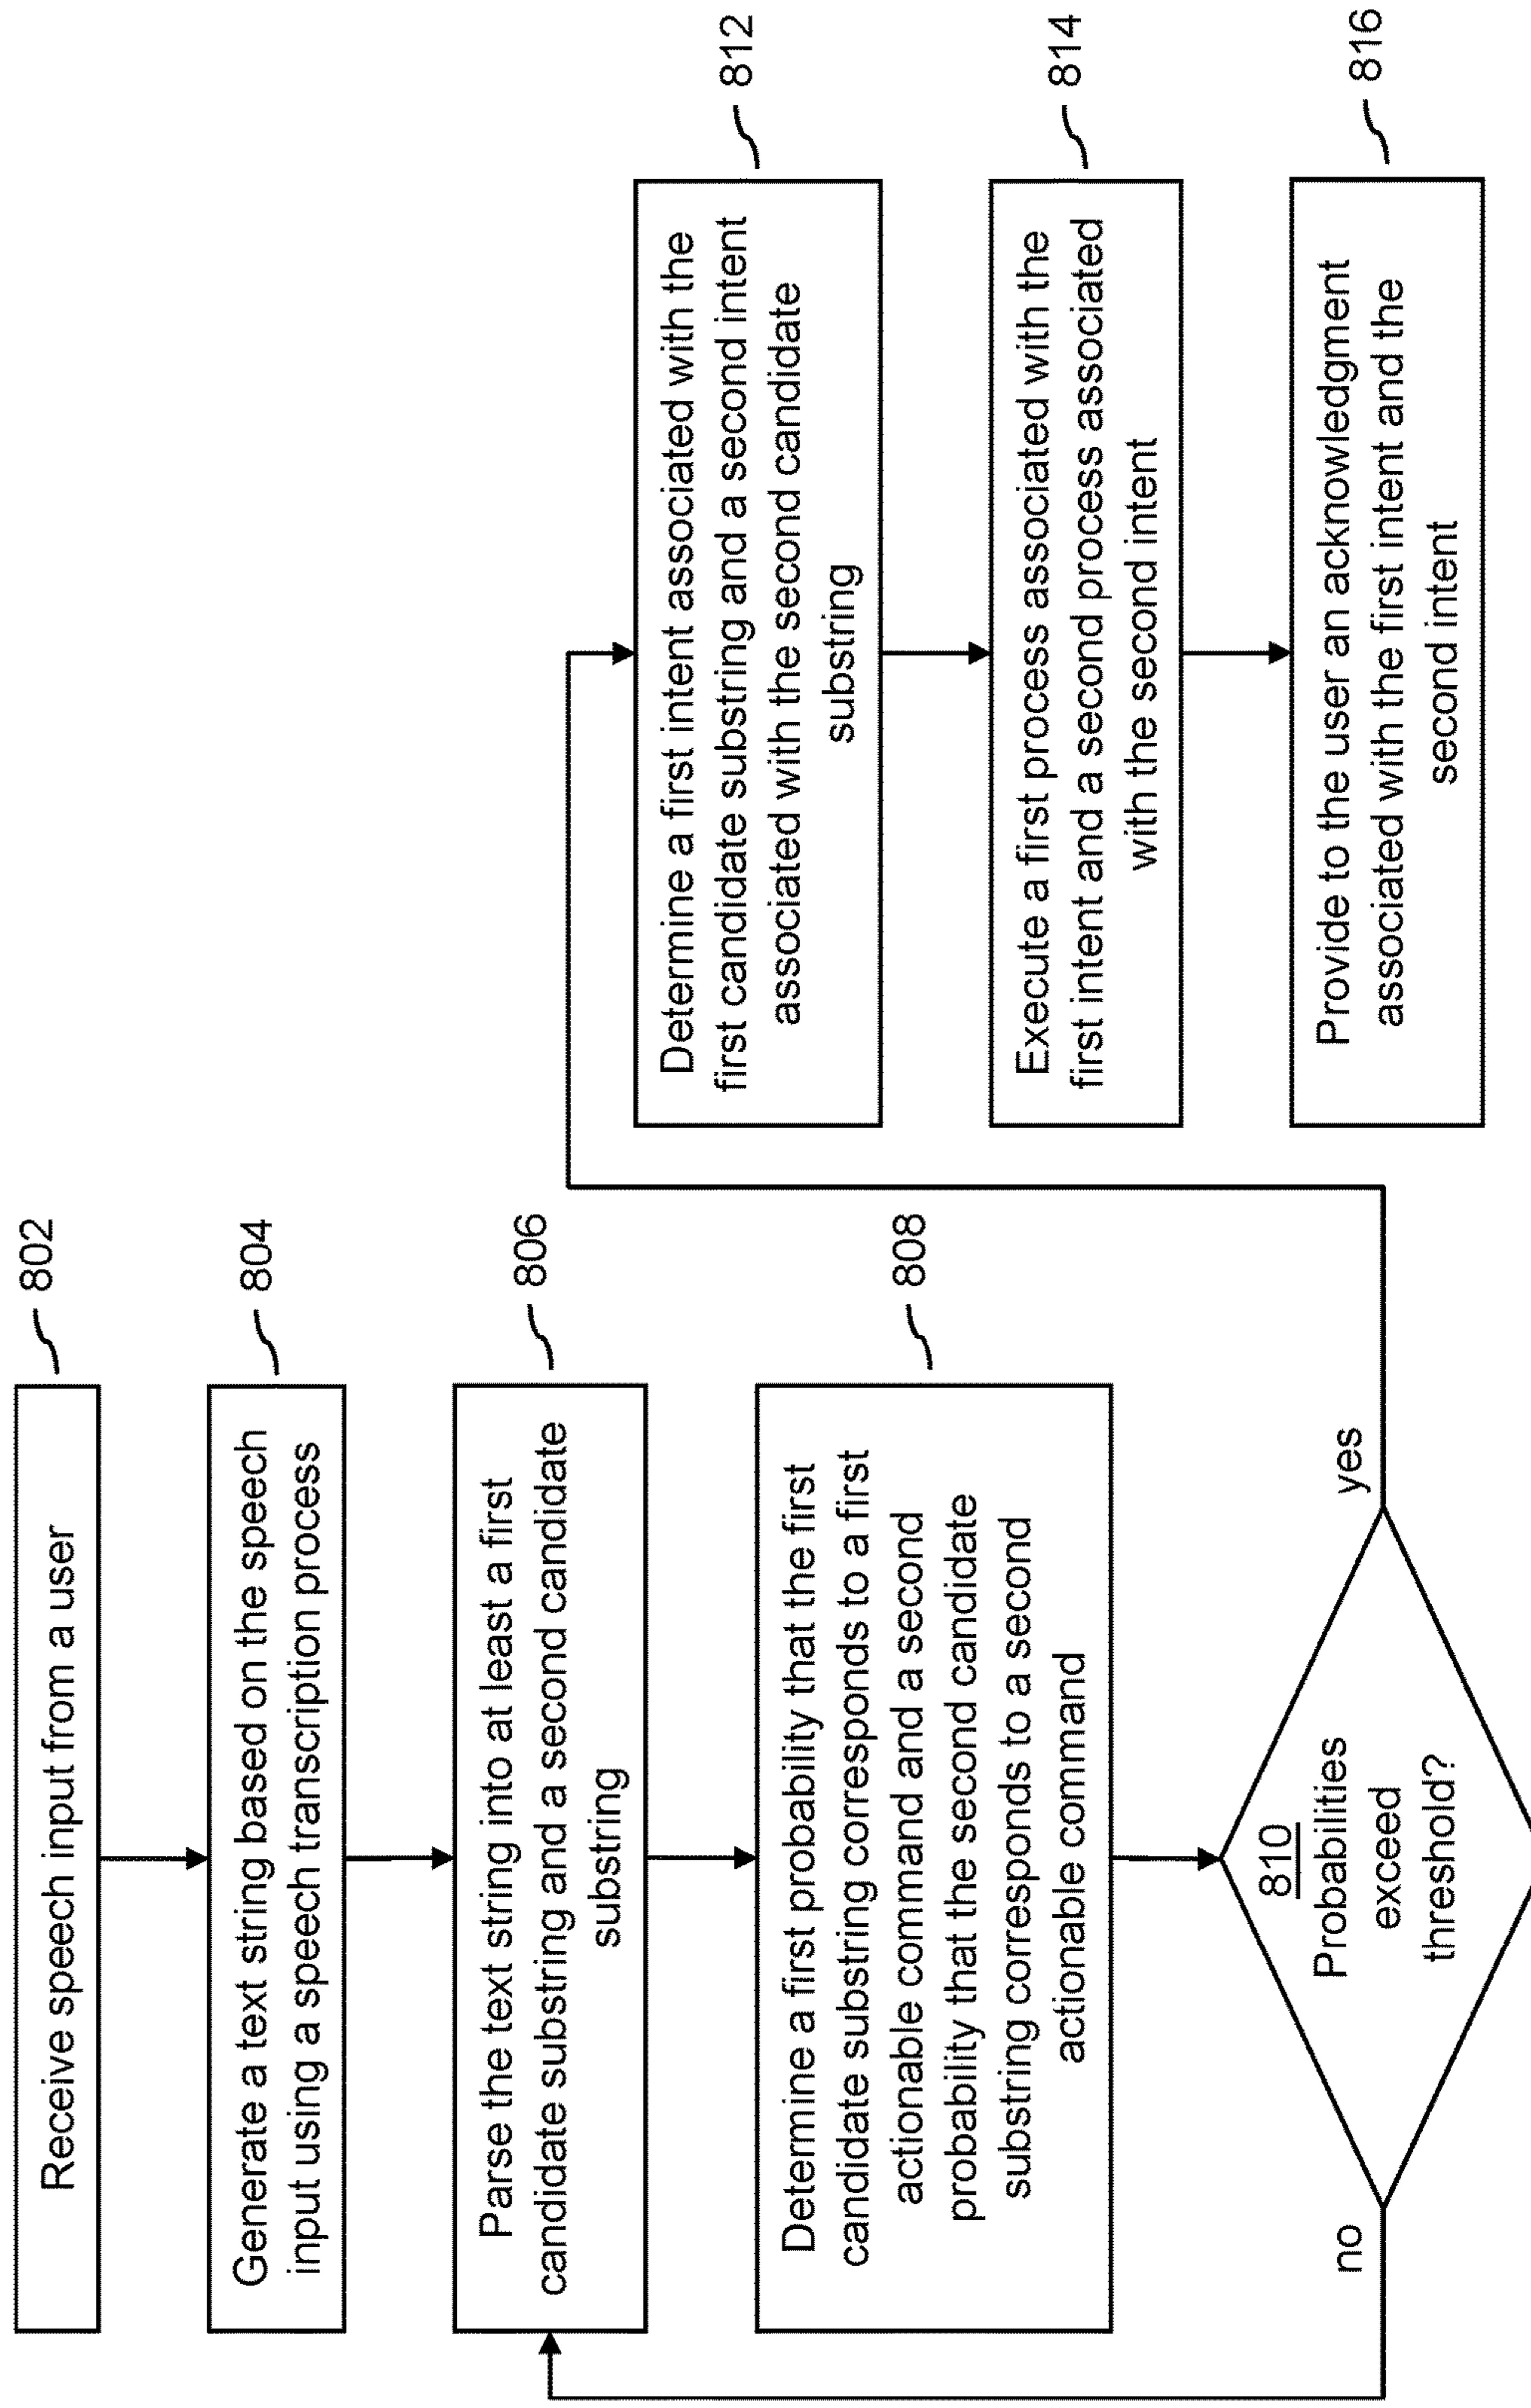 Receive speech input from a user
802
Generate a text string based on the speech
input using a speech transcription process
804
Parse the text string into at least a first
candidate substring and a second candidate
substring
806
Determine a first probability that the first
candidate substring corresponds to a first
actionable command and a second
probability that the second candidate
substring corresponds to a second
actionable command
808
810
Probabilities
exceed
threshold?
no
yes
Determine a first intent associated with the
first candidate substring and a second intent
associated with the second candidate
substring
812
Execute a first process associated with the
first intent and a second process associated
with the second intent
814
Provide to the user an acknowledgment
associated with the first intent and the
second intent
816